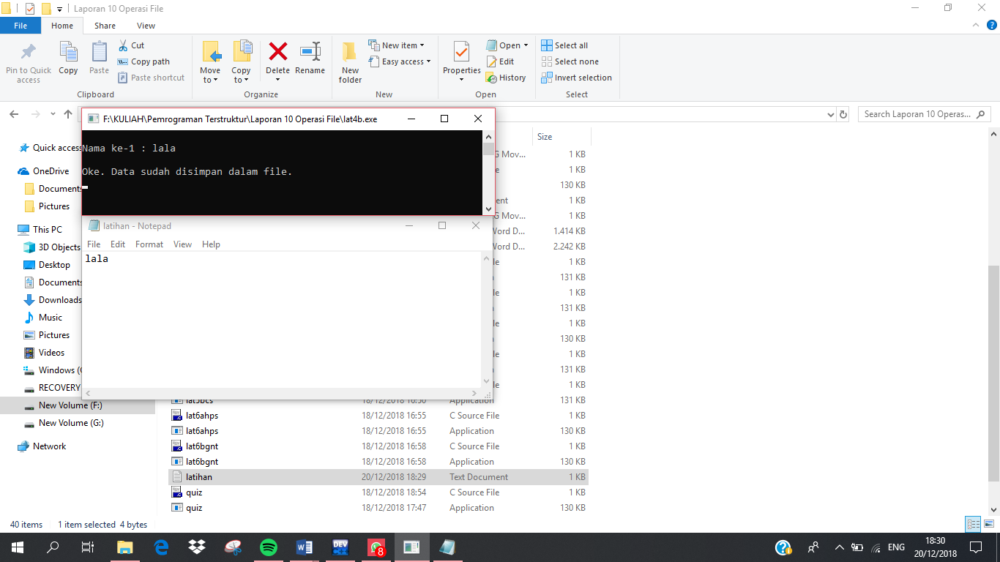 Laporan 10 Operasi File
File Home Share View
Pin to Quick access
Copy
Paste
Cut
Copy path
Paste shortcut
Clipboard
Move to
Copy to
Delete
Rename
Organize
New folder
New item
Easy access
New
Properties
Open
Edit
History
Open
Select all
Select none
Invert selection
Select
Search Laporan 10 Operas...
F:\KULIAH\Pemrograman Terstruktur\Laporan 10 Operasi File\lat4b.exe
Nama ke-1 : lala
Oke. Data sudah disimpan dalam file.
latihan - Notepad
File Edit Format View Help
lala
Quick access
OneDrive
Documents
Pictures
This PC
3D Objects
Desktop
Documents
Downloads
Music
Pictures
Videos
Windows (C
RECOVERY
New Volume (F:)
New Volume (G:)
Network
Size
G Mov... 1 KB
le 1 KB
130 KB
ent 1 KB
G Mov... 1 KB
Word D... 1.414 KB
Word D... 2.242 KB
le 1 KB
131 KB
le 1 KB
131 KB
le 1 KB
130 KB
le 1 KB
131 KB
le 1 KB
lat5bcs 18/12/2018 16:50 Application 131 KB
lat6ahps 18/12/2018 16:55 C Source File 1 KB
lat6ahps 18/12/2018 16:55 Application 130 KB
lat6bgnt 18/12/2018 16:58 C Source File 1 KB
lat6bgnt 18/12/2018 16:58 Application 130 KB
latihan 20/12/2018 18:29 Text Document 1 KB
quiz 18/12/2018 18:54 C Source File 1 KB
quiz 18/12/2018 17:47 Application 130 KB
40 items 1 item selected 4 bytes
DEV
8
ENG
18:30
20/12/2018